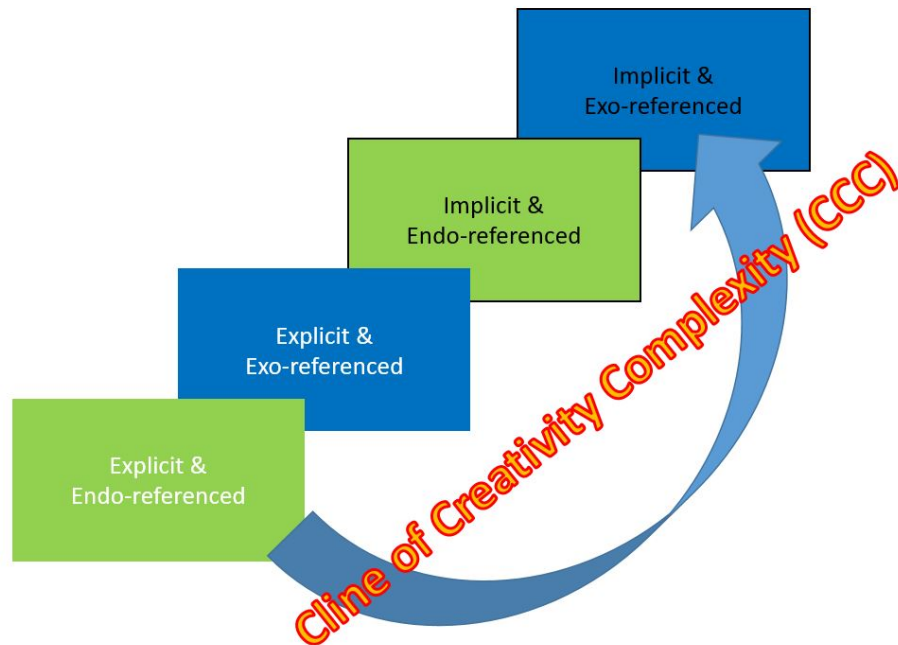 Implicit &
Exo-referenced
Implicit &
Endo-referenced
Explicit &
Exo-referenced
Explicit &
Endo-referenced
Cline of Creativity Complexity (CCC)